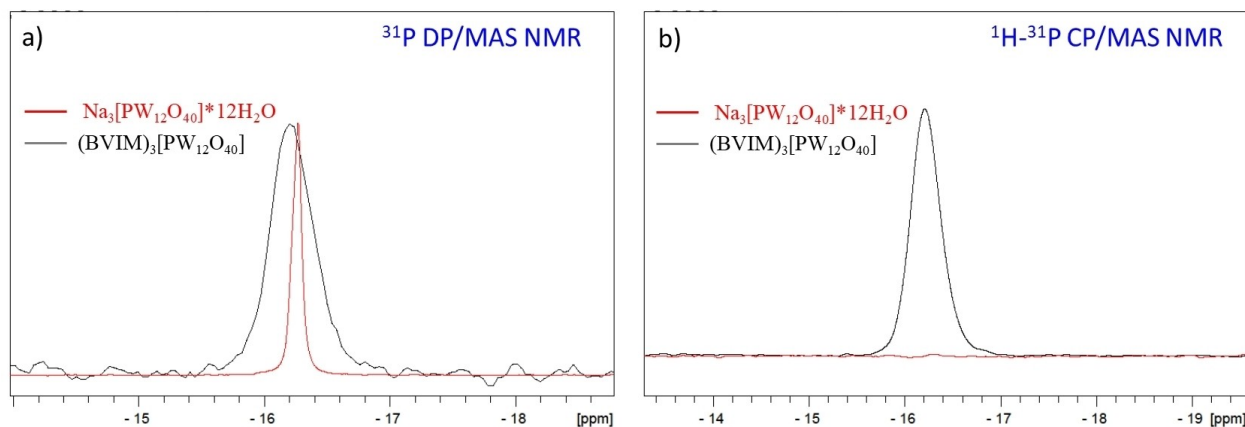 a)
³¹P DP/MAS NMR
Na₃[PW₁₂O₄₀]*12H₂O
(BVIM)₃[PW₁₂O₄₀]
- 15
- 16
- 17
- 18
[ppm]
b)
¹H-³¹P CP/MAS NMR
Na₃[PW₁₂O₄₀]*12H₂O
(BVIM)₃[PW₁₂O₄₀]
- 14
- 15
- 16
- 17
- 18
- 19
[ppm]